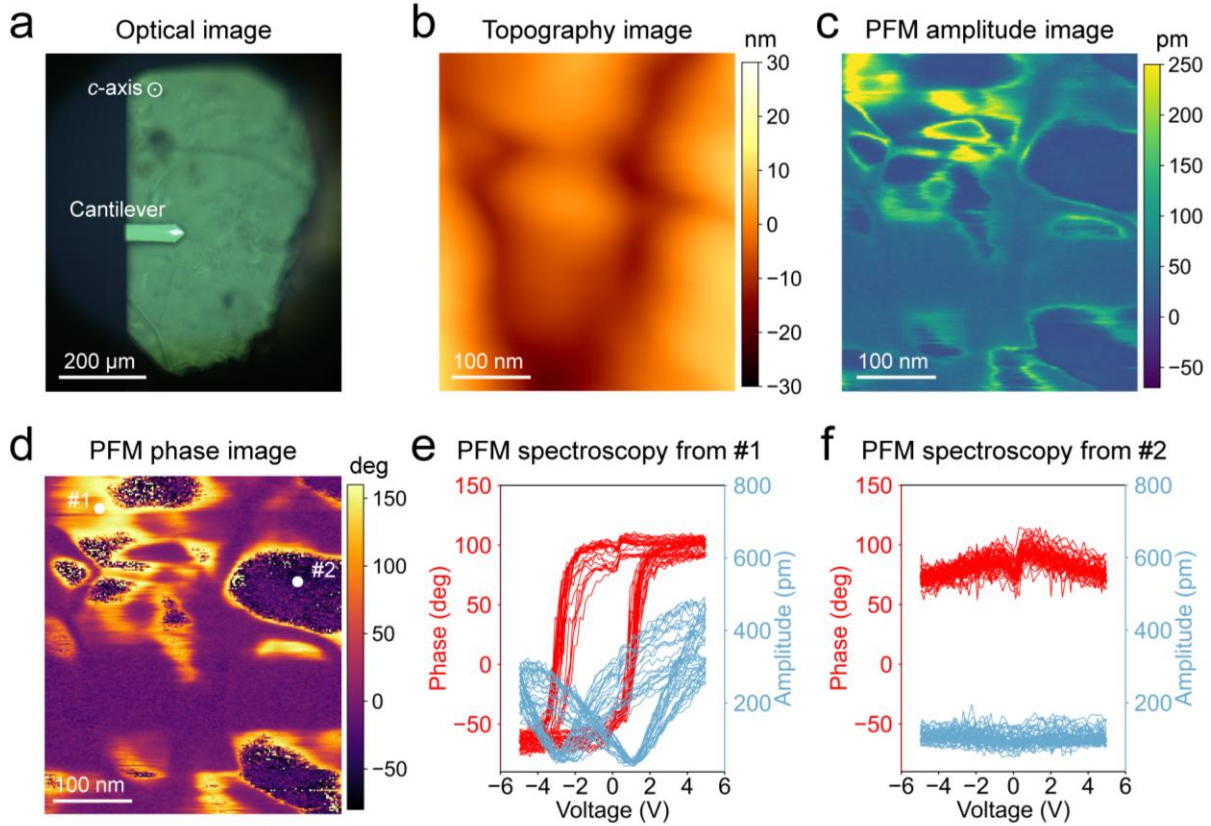 a
Optical image
c-axis
Cantilever
200 µm
b
Topography image
nm
30
20
10
0
−10
−20
−30
100 nm
c
PFM amplitude image
pm
250
200
150
100
50
0
−50
100 nm
d
PFM phase image
deg
#1
#2
150
100
50
0
−50
100 nm
e
PFM spectroscopy from #1
Phase (deg)
150
100
50
0
−50
800
600
400
200
Amplitude (pm)
−6 −4 −2 0 2 4 6
Voltage (V)
f
PFM spectroscopy from #2
Phase (deg)
150
100
50
0
−50
800
600
400
200
Amplitude (pm)
−6 −4 −2 0 2 4 6
Voltage (V)